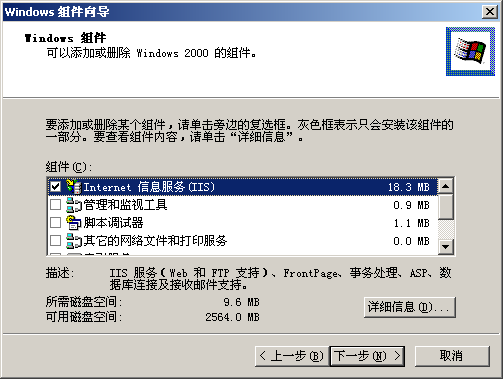 Windows 组件向导
Windows 组件
可以添加或删除 Windows 2000 的组件。
要添加或删除某个组件，请单击旁边的复选框。灰色框表示只会安装该组件的
一部分。要查看组件内容，请单击“详细信息”。
组件(C):
Internet 信息服务(IIS) 18.3 MB
管理和监视工具 0.9 MB
脚本调试器 1.1 MB
其它的网络文件和打印服务 0.0 MB
描述: IIS 服务(Web 和 FTP 支持)、FrontPage、事务处理、ASP、数
据库连接及接收邮件支持。
所需磁盘空间: 9.6 MB
可用磁盘空间: 2564.0 MB
详细信息(D)...
< 上一步(B) 下一步(N) > 取消